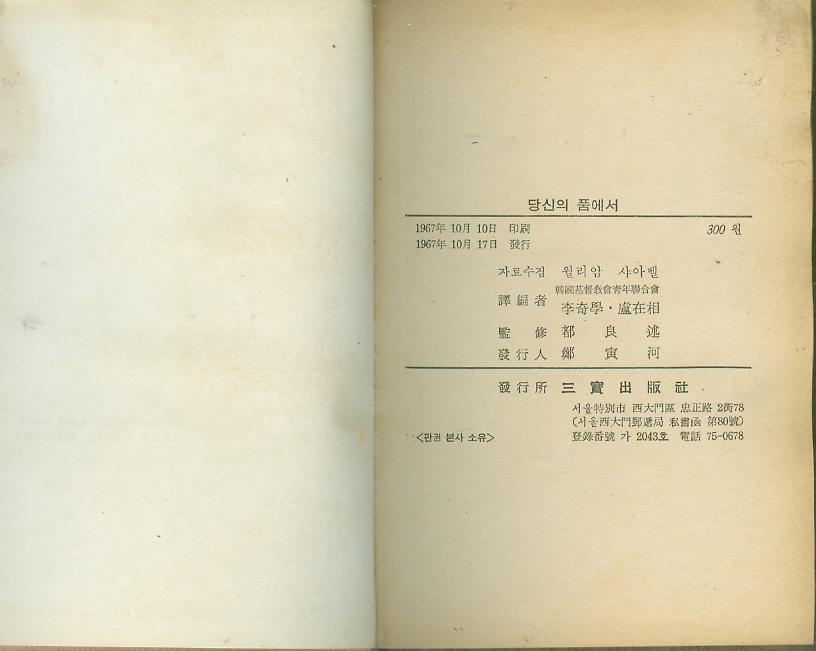 당신의 품에서
1967年 10月 10日 印刷 300 원
1967年 10月 17日 發行
자료수집 윌리암 샤아벨
韓國基督敎會靑年聯合會
譯編者 李奇學・盧在相
監修 都良述
發行人 鄭寅河
發行所 三寶出版社
서울特別市 西大門區 忠正路 2街78
(서울西大門郵遞局 私書函 第80號)
<판권 본사 소유> 登錄番號 가 2043호 電話 75-0678